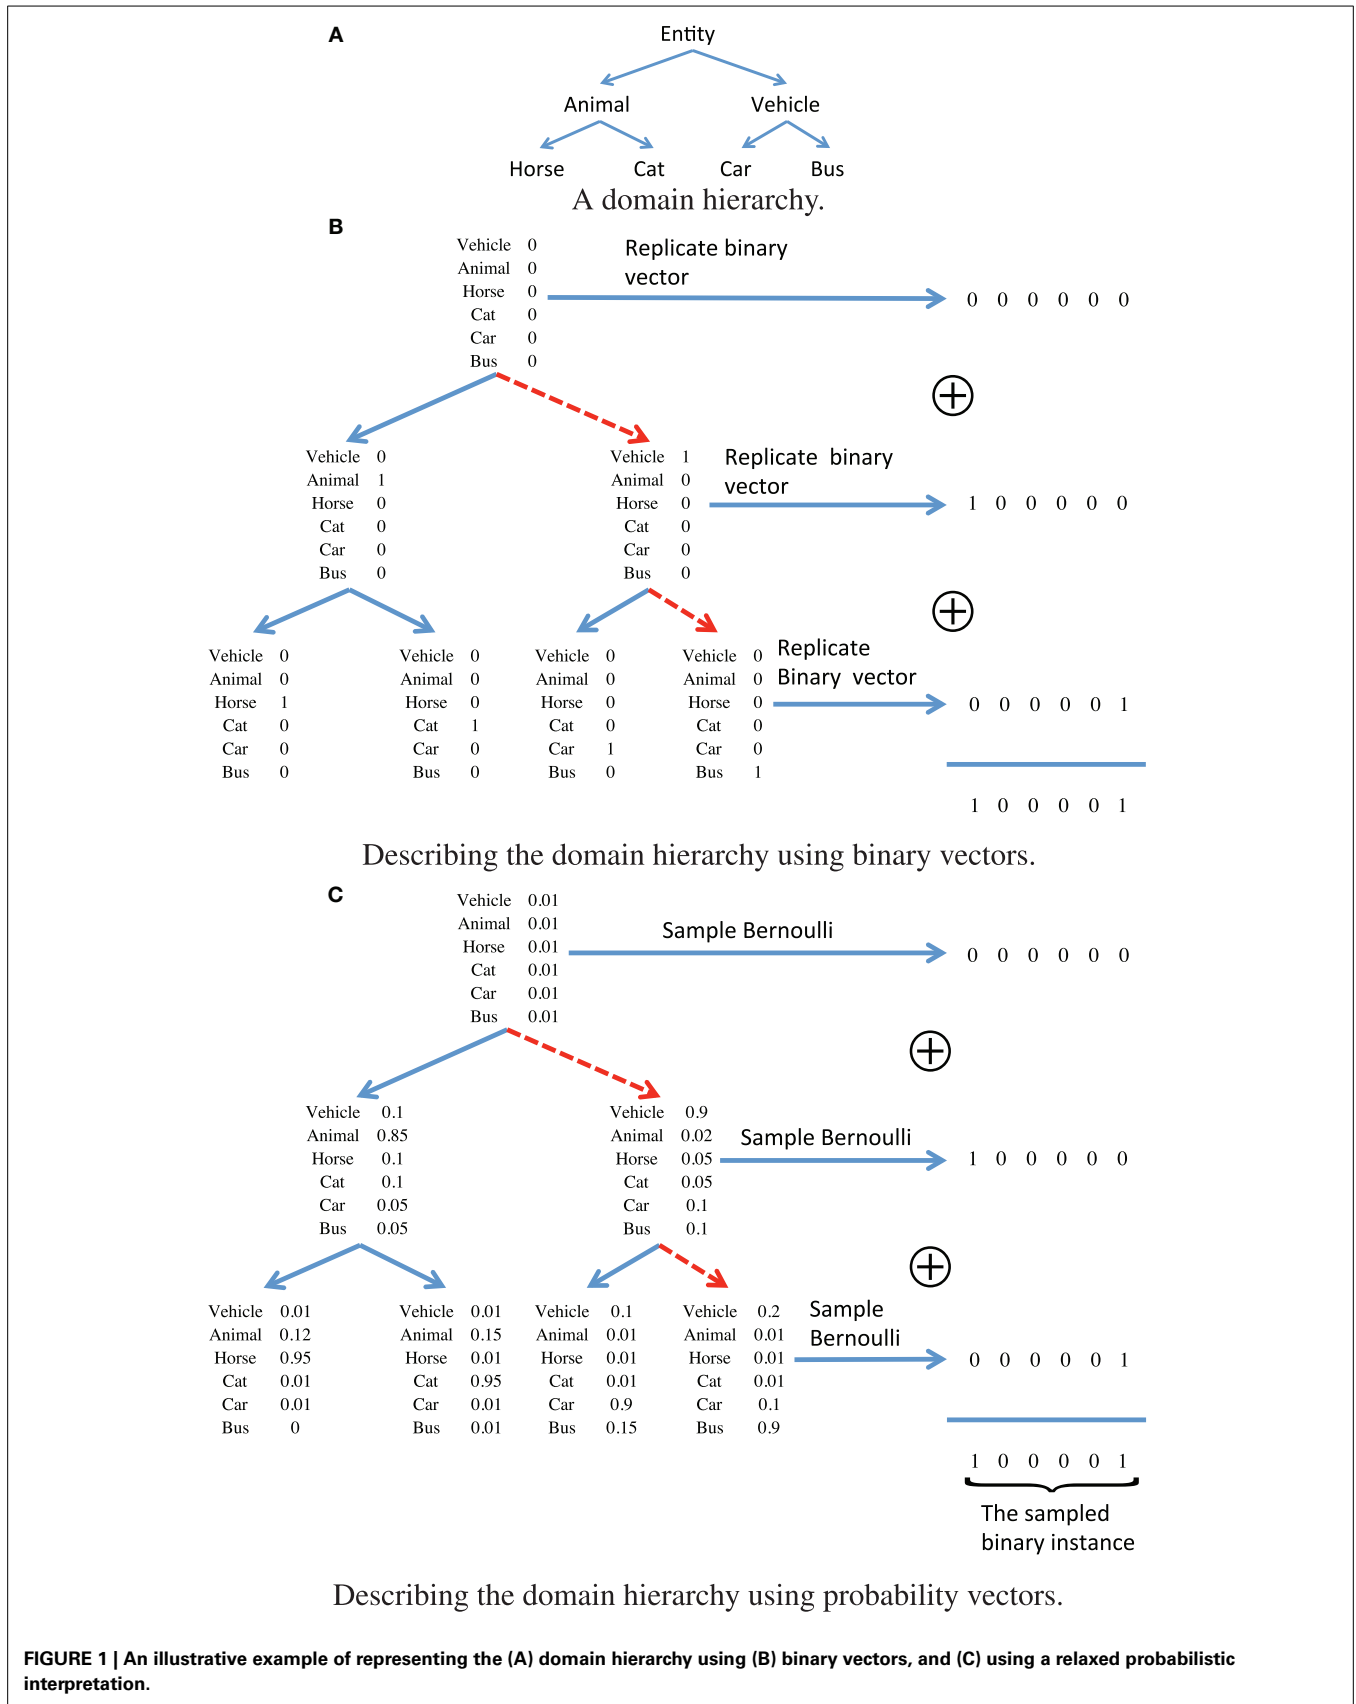 A
Entity
Animal Vehicle
Horse Cat Car Bus
A domain hierarchy.
B
Vehicle 0
Animal 0
Horse 0
Cat 0
Car 0
Bus 0
Replicate binary
vector
0 0 0 0 0 0
Vehicle 0
Animal 1
Horse 0
Cat 0
Car 0
Bus 0
Vehicle 1
Animal 0
Horse 0
Cat 0
Car 0
Bus 0
Replicate binary
vector
1 0 0 0 0 0
Vehicle 0
Animal 0
Horse 1
Cat 0
Car 0
Bus 0
Vehicle 0
Animal 0
Horse 0
Cat 1
Car 0
Bus 0
Vehicle 0
Animal 0
Horse 0
Cat 0
Car 1
Bus 0
Vehicle 0
Animal 0
Horse 0
Cat 0
Car 0
Bus 1
Replicate
Binary vector
0 0 0 0 0 1
1 0 0 0 0 1
Describing the domain hierarchy using binary vectors.
C
Vehicle 0.01
Animal 0.01
Horse 0.01
Cat 0.01
Car 0.01
Bus 0.01
Sample Bernoulli
0 0 0 0 0 0
Vehicle 0.1
Animal 0.85
Horse 0.1
Cat 0.1
Car 0.05
Bus 0.05
Vehicle 0.9
Animal 0.02
Horse 0.05
Cat 0.05
Car 0.1
Bus 0.1
Sample Bernoulli
1 0 0 0 0 0
Vehicle 0.01
Animal 0.12
Horse 0.95
Cat 0.01
Car 0.01
Bus 0
Vehicle 0.01
Animal 0.15
Horse 0.01
Cat 0.95
Car 0.01
Bus 0.01
Vehicle 0.1
Animal 0.01
Horse 0.01
Cat 0.01
Car 0.9
Bus 0.15
Vehicle 0.2
Animal 0.01
Horse 0.01
Cat 0.01
Car 0.1
Bus 0.9
Sample
Bernoulli
0 0 0 0 0 1
1 0 0 0 0 1
The sampled
binary instance
Describing the domain hierarchy using probability vectors.
FIGURE 1 | An illustrative example of representing the (A) domain hierarchy using (B) binary vectors, and (C) using a relaxed probabilistic
interpretation.